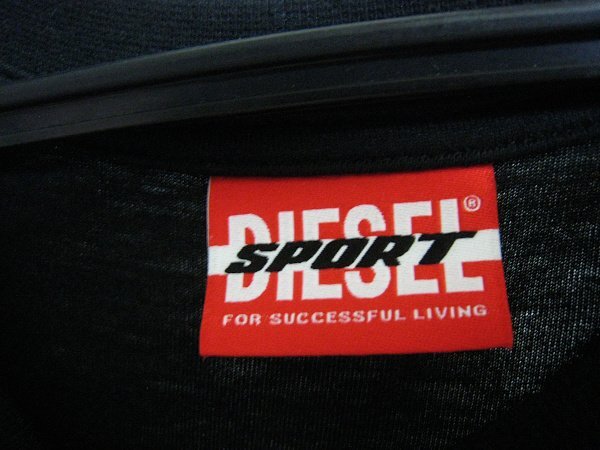 DIESEL®
SPORT
FOR SUCCESSFUL LIVING